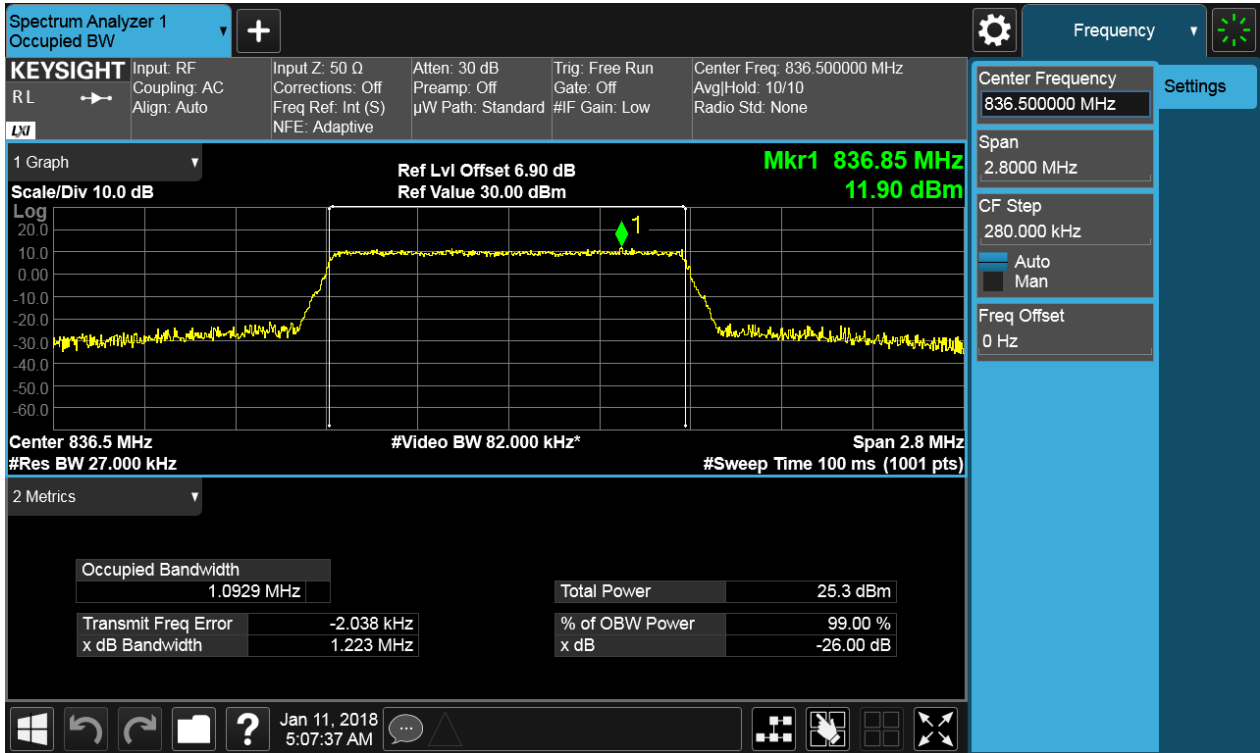 Spectrum Analyzer 1
Occupied BW
+
Frequency
KEYSIGHT
RL
LXI
Input: RF
Coupling: AC
Align: Auto
Input Z: 50 Ω
Corrections: Off
Freq Ref: Int (S)
NFE: Adaptive
Atten: 30 dB
Preamp: Off
µW Path: Standard
Trig: Free Run
Gate: Off
#IF Gain: Low
Center Freq: 836.500000 MHz
Avg|Hold: 10/10
Radio Std: None
Center Frequency
836.500000 MHz
Settings
Span
2.8000 MHz
CF Step
280.000 kHz
Auto
Man
Freq Offset
0 Hz
1 Graph
Scale/Div 10.0 dB
Ref Lvl Offset 6.90 dB
Ref Value 30.00 dBm
Mkr1 836.85 MHz
11.90 dBm
Log
20.0
10.0
0.00
-10.0
-20.0
-30.0
-40.0
-50.0
-60.0
1
Center 836.5 MHz
#Res BW 27.000 kHz
#Video BW 82.000 kHz*
Span 2.8 MHz
#Sweep Time 100 ms (1001 pts)
2 Metrics
Occupied Bandwidth
1.0929 MHz
Transmit Freq Error -2.038 kHz
x dB Bandwidth 1.223 MHz
Total Power 25.3 dBm
% of OBW Power 99.00 %
x dB -26.00 dB
?
Jan 11, 2018
5:07:37 AM